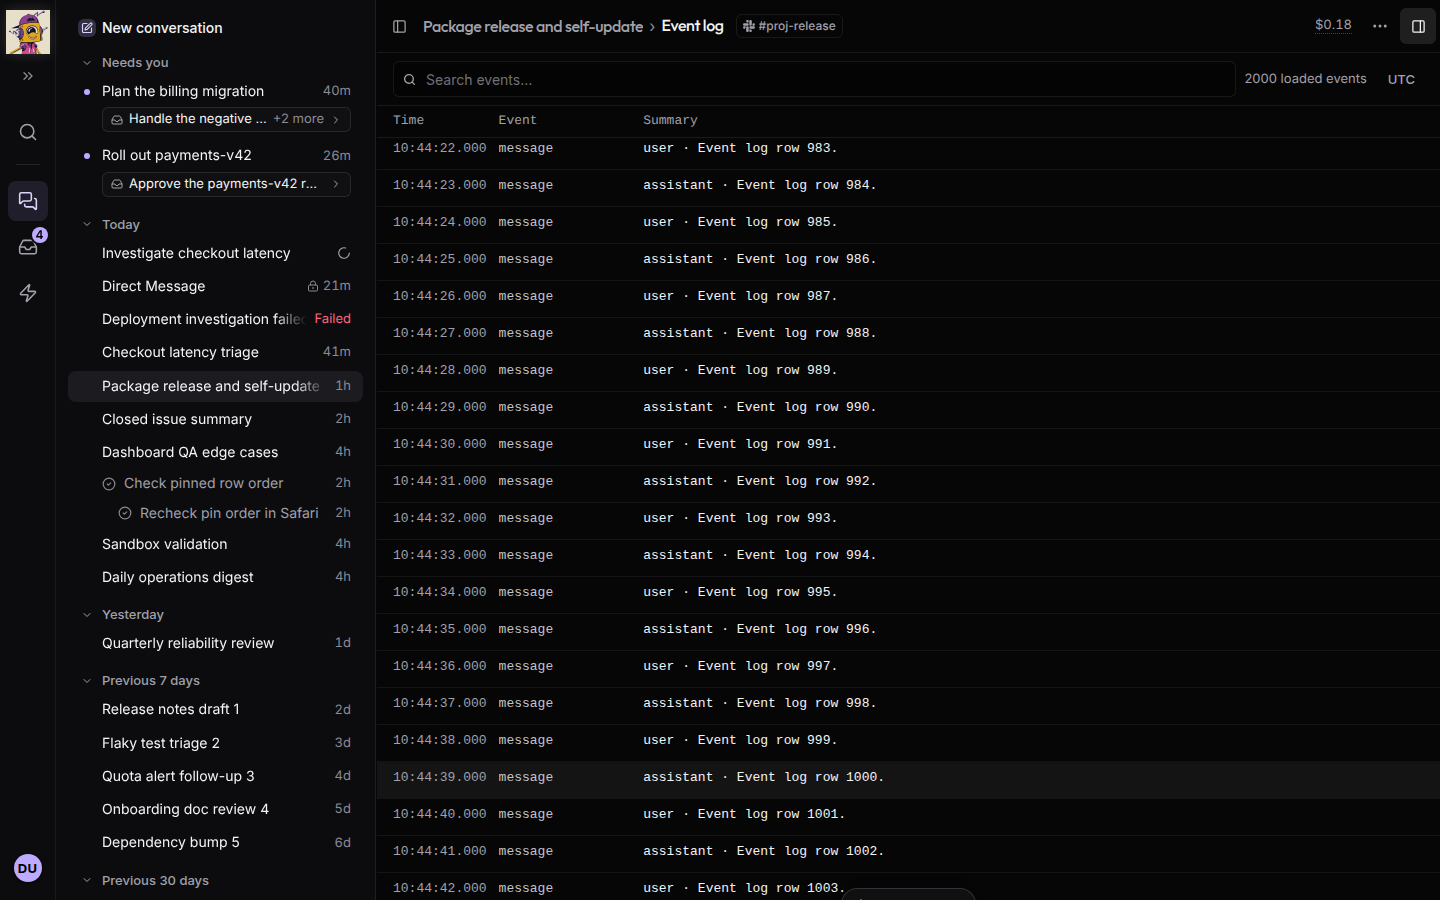 New conversation
Needs you
Plan the billing migration 40m
Handle the negative ... +2 more
Roll out payments-v42 26m
Approve the payments-v42 r...
Today
Investigate checkout latency
Direct Message 21m
Deployment investigation failed Failed
Checkout latency triage 41m
Package release and self-update 1h
Closed issue summary 2h
Dashboard QA edge cases 4h
Check pinned row order 2h
Recheck pin order in Safari 2h
Sandbox validation 4h
Daily operations digest 4h
Yesterday
Quarterly reliability review 1d
Previous 7 days
Release notes draft 1 2d
Flaky test triage 2 3d
Quota alert follow-up 3 4d
Onboarding doc review 4 5d
Dependency bump 5 6d
Previous 30 days
4
DU
Package release and self-update › Event log #proj-release $0.18
Search events... 2000 loaded events UTC
Time Event Summary
10:44:22.000 message user · Event log row 983.
10:44:23.000 message assistant · Event log row 984.
10:44:24.000 message user · Event log row 985.
10:44:25.000 message assistant · Event log row 986.
10:44:26.000 message user · Event log row 987.
10:44:27.000 message assistant · Event log row 988.
10:44:28.000 message user · Event log row 989.
10:44:29.000 message assistant · Event log row 990.
10:44:30.000 message user · Event log row 991.
10:44:31.000 message assistant · Event log row 992.
10:44:32.000 message user · Event log row 993.
10:44:33.000 message assistant · Event log row 994.
10:44:34.000 message user · Event log row 995.
10:44:35.000 message assistant · Event log row 996.
10:44:36.000 message user · Event log row 997.
10:44:37.000 message assistant · Event log row 998.
10:44:38.000 message user · Event log row 999.
10:44:39.000 message assistant · Event log row 1000.
10:44:40.000 message user · Event log row 1001.
10:44:41.000 message assistant · Event log row 1002.
10:44:42.000 message user · Event log row 1003.